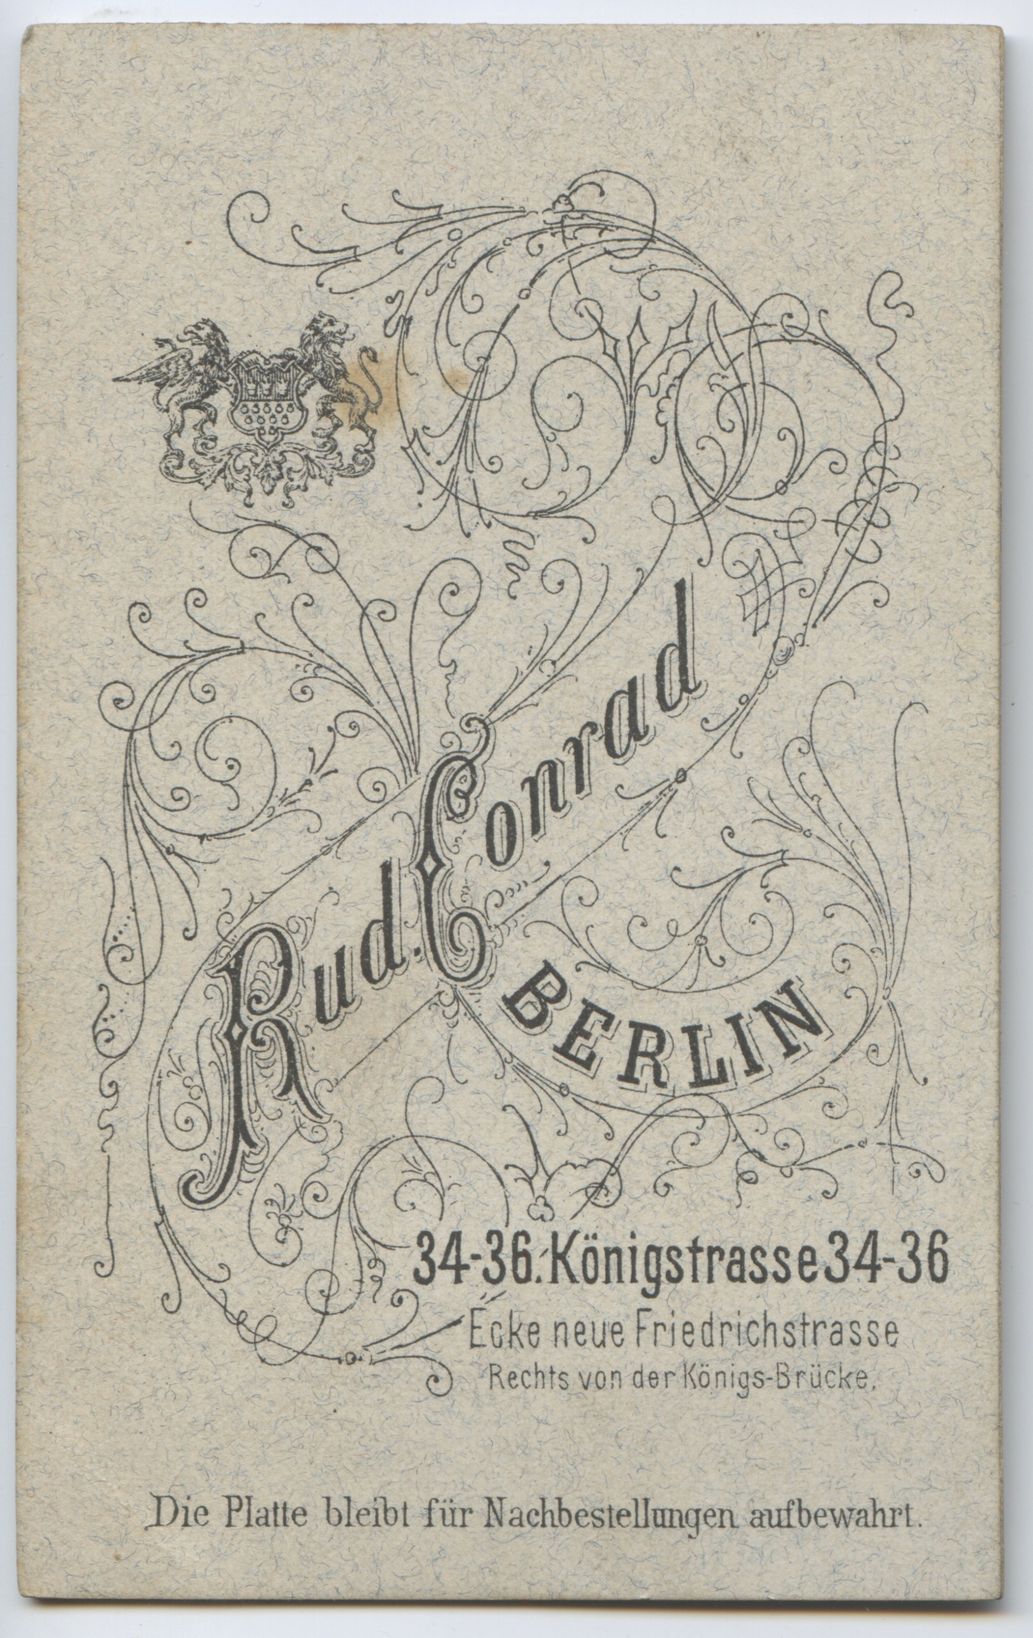 Rud. Conrad
BERLIN
34-36. Königstrasse 34-36
Ecke neue Friedrichstrasse
Rechts von der Königs-Brücke.
Die Platte bleibt für Nachbestellungen aufbewahrt.